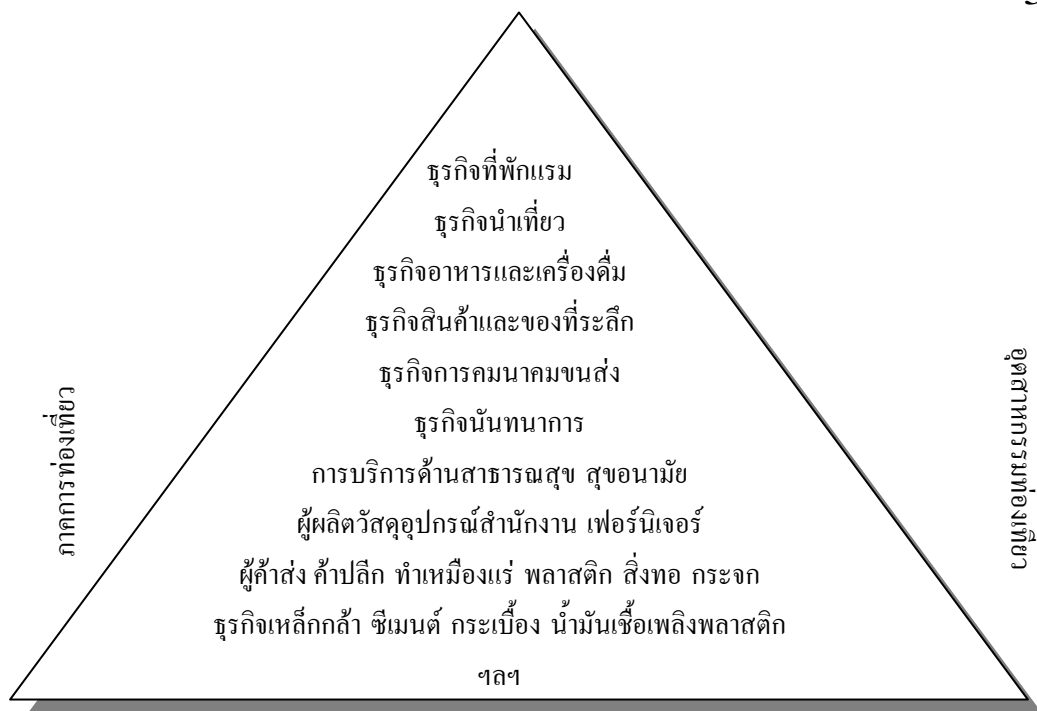 ธุรกิจที่พักแรม
ธุรกิจนำเที่ยว
ธุรกิจอาหารและเครื่องดื่ม
ธุรกิจสินค้าและของที่ระลึก
ธุรกิจการคมนาคมขนส่ง
ธุรกิจนันทนาการ
การบริการด้านสาธารณสุข สุขอนามัย
ผู้ผลิตวัสดุอุปกรณ์สำนักงาน เฟอร์นิเจอร์
ผู้ค้าส่ง ค้าปลีก ทำเหมืองแร่ พลาสติก สิ่งทอ กระจก
ธุรกิจเหล็กกล้า ซีเมนต์ กระเบื้อง น้ำมันเชื้อเพลิงพลาสติก
ฯลฯ
ภาคการท่องเที่ยว
อุตสาหกรรมท่องเที่ยว